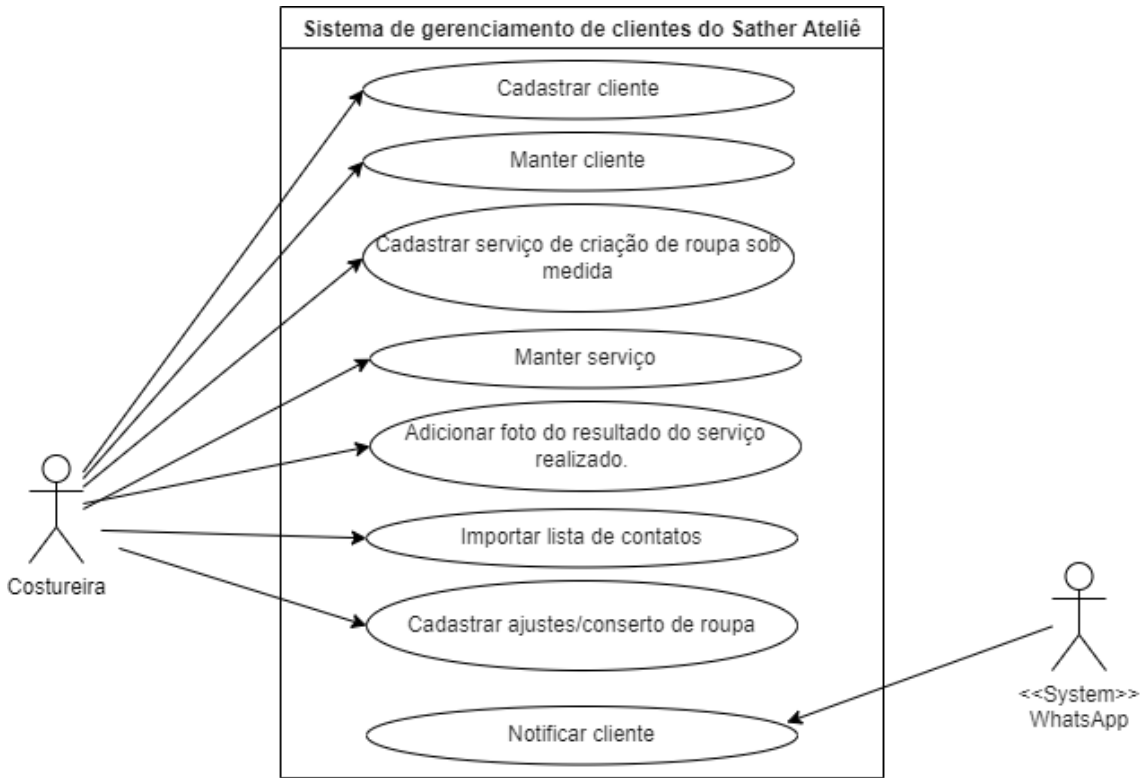 Sistema de gerenciamento de clientes do Sather Ateliê
Cadastrar cliente
Manter cliente
Cadastrar serviço de criação de roupa sob
medida
Manter serviço
Adicionar foto do resultado do serviço
realizado.
Importar lista de contatos
Costureira
Cadastrar ajustes/conserto de roupa
<<System>>
WhatsApp
Notificar cliente